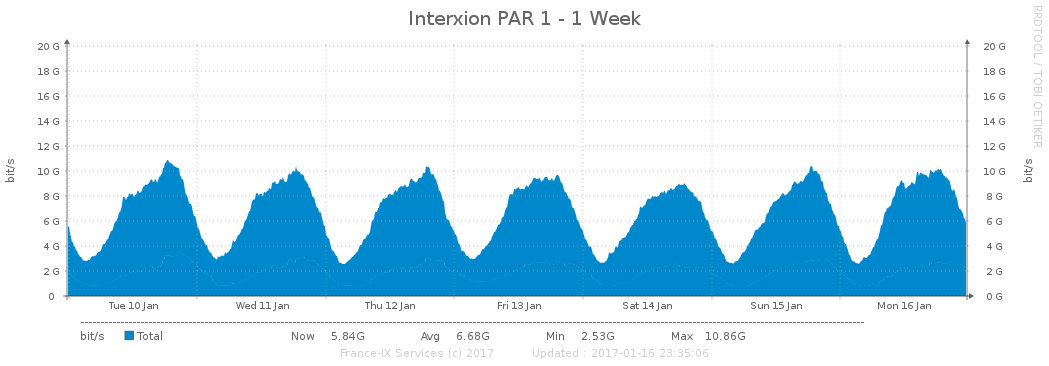 Interxion PAR 1 - 1 Week
RRDTOOL / TOBI OETIKER
bit/s
bit/s
20 G 20 G
18 G 18 G
16 G 16 G
14 G 14 G
12 G 12 G
10 G 10 G
8 G 8 G
6 G 6 G
4 G 4 G
2 G 2 G
0 0 G
Tue 10 Jan Wed 11 Jan Thu 12 Jan Fri 13 Jan Sat 14 Jan Sun 15 Jan Mon 16 Jan
bit/s Total Now 5.84G Avg 6.68G Min 2.53G Max 10.86G
France-IX Services (c) 2017 Updated : 2017-01-16 23:35:06